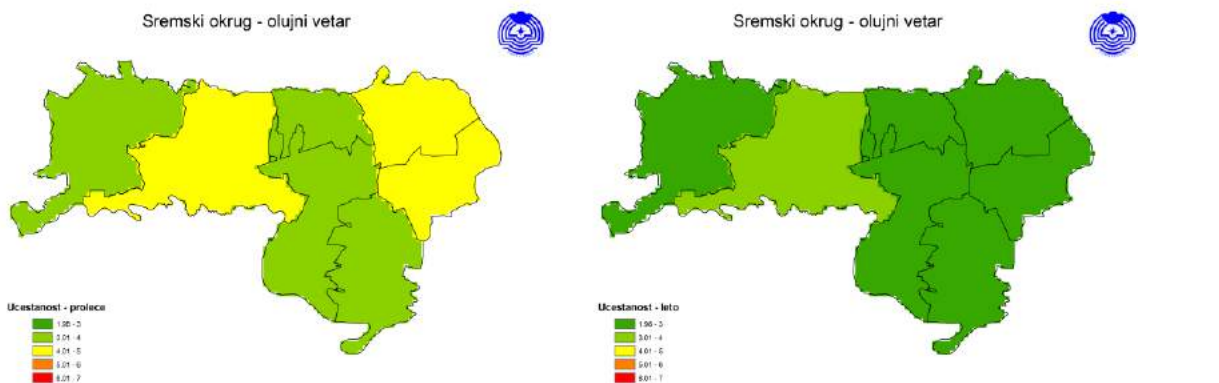 Sremski okrug - olujni vetar
Ucestanost - prolece
1.98 - 3
3.01 - 4
4.01 - 5
5.01 - 6
6.01 - 7
Sremski okrug - olujni vetar
Ucestanost - leto
1.98 - 3
3.01 - 4
4.01 - 5
5.01 - 6
6.01 - 7